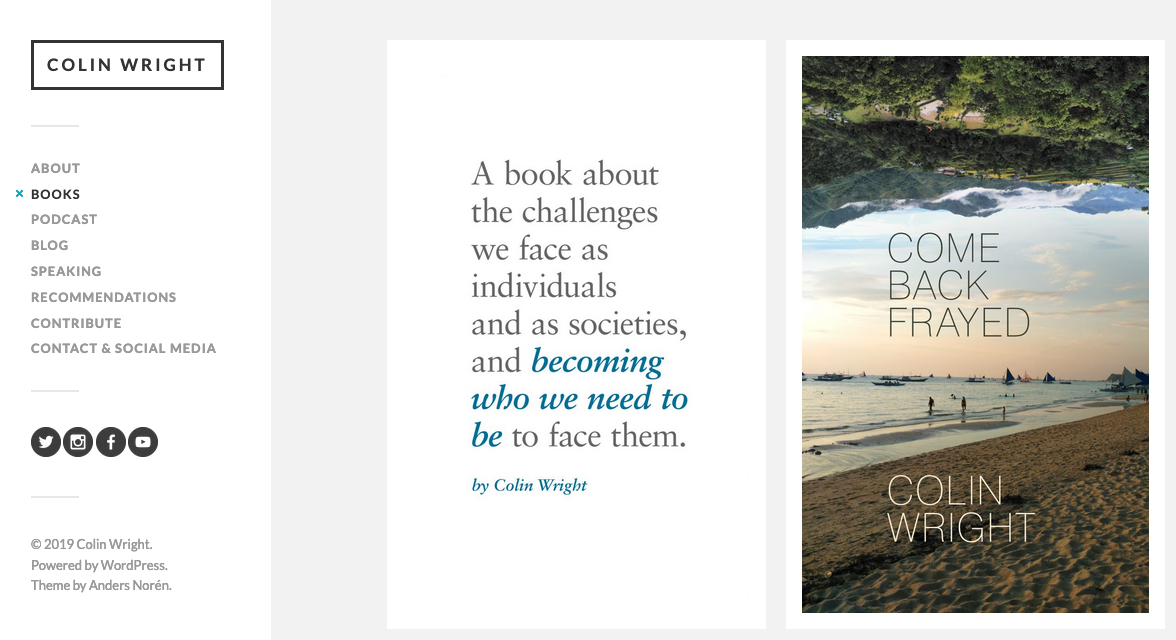 COLIN WRIGHT
ABOUT
BOOKS
PODCAST
BLOG
SPEAKING
RECOMMENDATIONS
CONTRIBUTE
CONTACT & SOCIAL MEDIA
© 2019 Colin Wright.
Powered by WordPress.
Theme by Anders Norén.
A book about
the challenges
we face as
individuals
and as societies,
and becoming
who we need to
be to face them.
by Colin Wright
COME
BACK
FRAYED
COLIN
WRIGHT